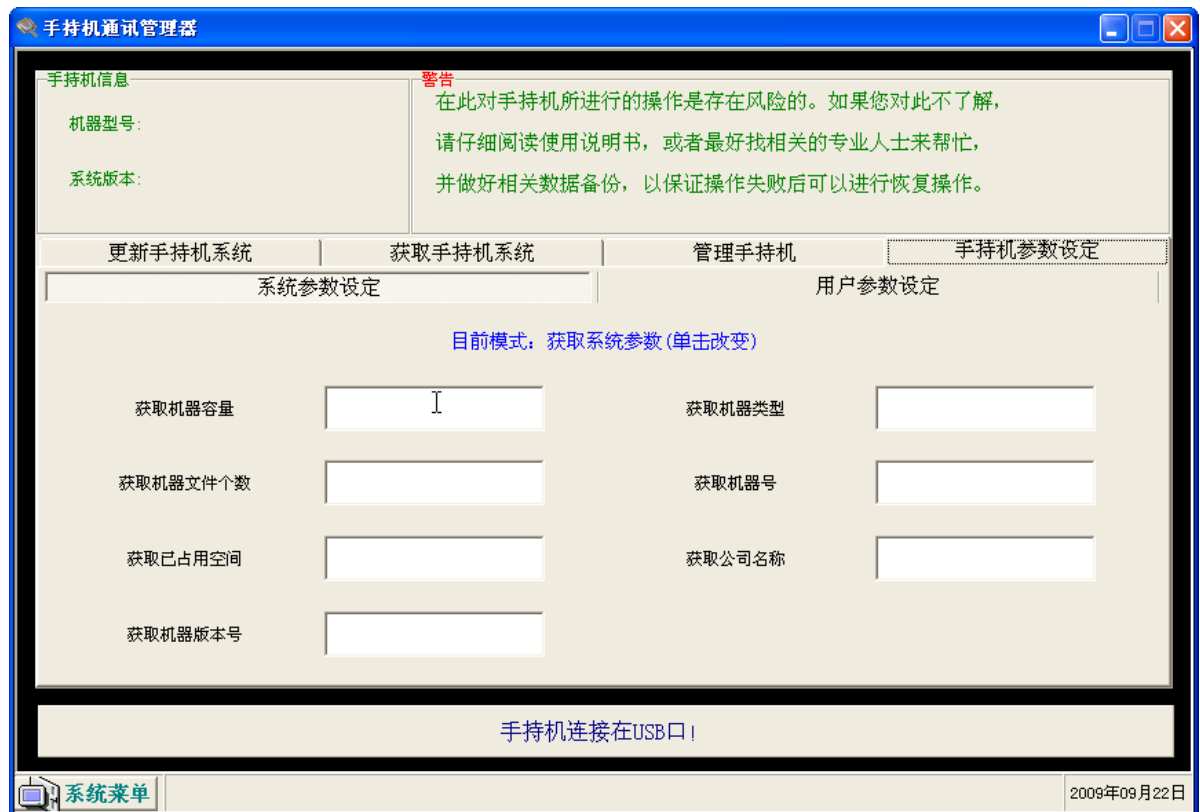 手持机通讯管理器
手持机信息
机器型号:
系统版本:
警告
在此对手持机所进行的操作是存在风险的。如果您对此不了解，
请仔细阅读使用说明书，或者最好找相关的专业人士来帮忙，
并做好相关数据备份，以保证操作失败后可以进行恢复操作。
更新手持机系统 获取手持机系统 管理手持机 手持机参数设定
系统参数设定 用户参数设定
目前模式：获取系统参数(单击改变)
获取机器容量 获取机器类型
获取机器文件个数 获取机器号
获取已占用空间 获取公司名称
获取机器版本号
手持机连接在USB口!
系统菜单 2009年09月22日